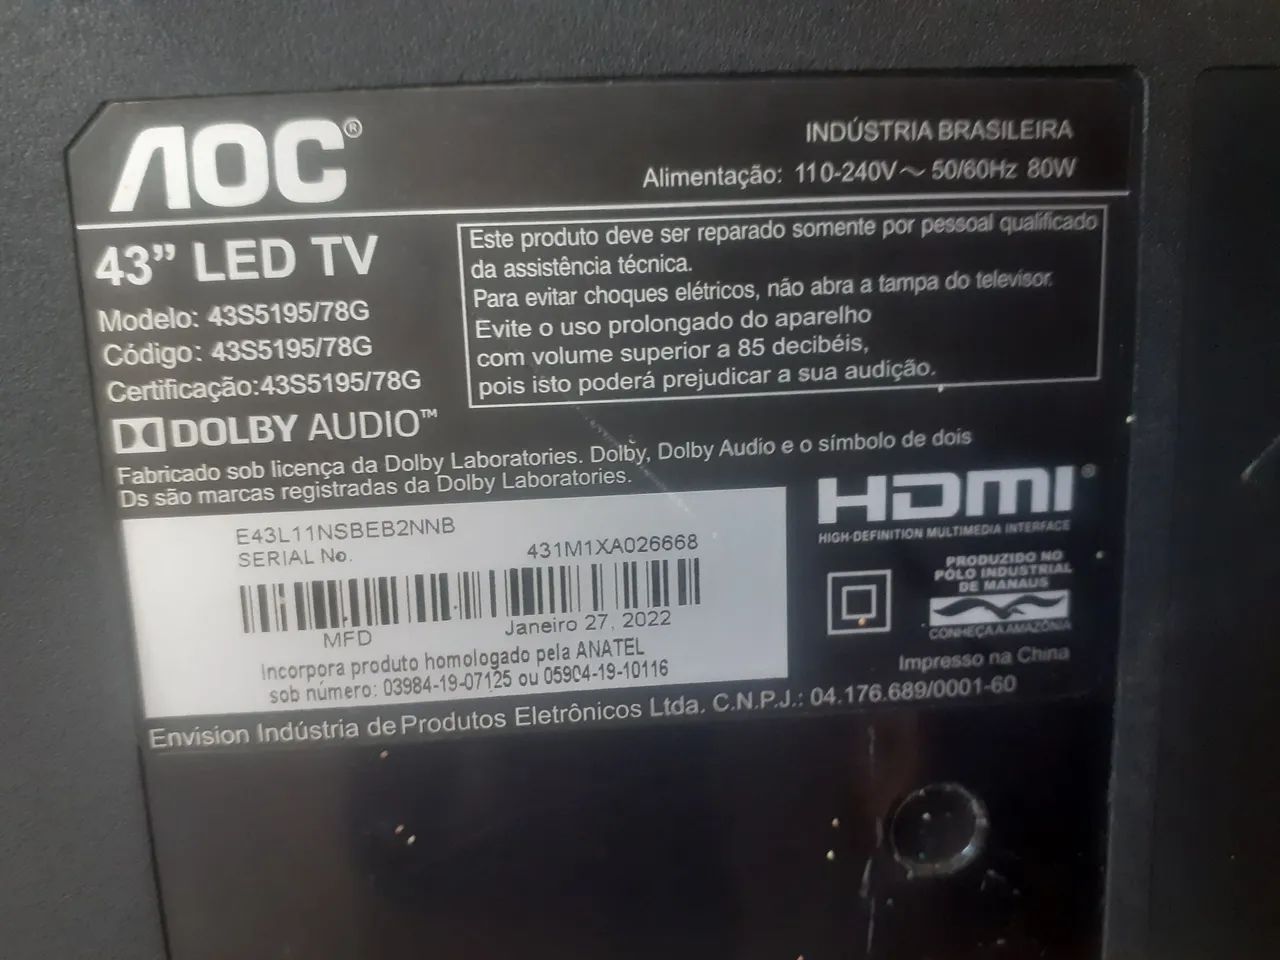 AOC®
INDÚSTRIA BRASILEIRA
Alimentação: 110-240V～ 50/60Hz 80W
43” LED TV
Modelo: 43S5195/78G
Código: 43S5195/78G
Certificação:43S5195/78G
Este produto deve ser reparado somente por pessoal qualificado
da assistência técnica.
Para evitar choques elétricos, não abra a tampa do televisor.
Evite o uso prolongado do aparelho
com volume superior a 85 decibéis,
pois isto poderá prejudicar a sua audição.
DOLBY AUDIO™
Fabricado sob licença da Dolby Laboratories. Dolby, Dolby Audio e o símbolo de dois
Ds são marcas registradas da Dolby Laboratories.
E43L11NSBEB2NNB
SERIAL No. 431M1XA026668
MFD Janeiro 27, 2022
Incorpora produto homologado pela ANATEL
sob número: 03984-19-07125 ou 05904-19-10116
HDMI®
HIGH-DEFINITION MULTIMEDIA INTERFACE
PRODUZIDO NO
PÓLO INDUSTRIAL
DE MANAUS
CONHEÇA A AMAZÔNIA
Impresso na China
Envision Indústria de Produtos Eletrônicos Ltda. C.N.P.J.: 04.176.689/0001-60